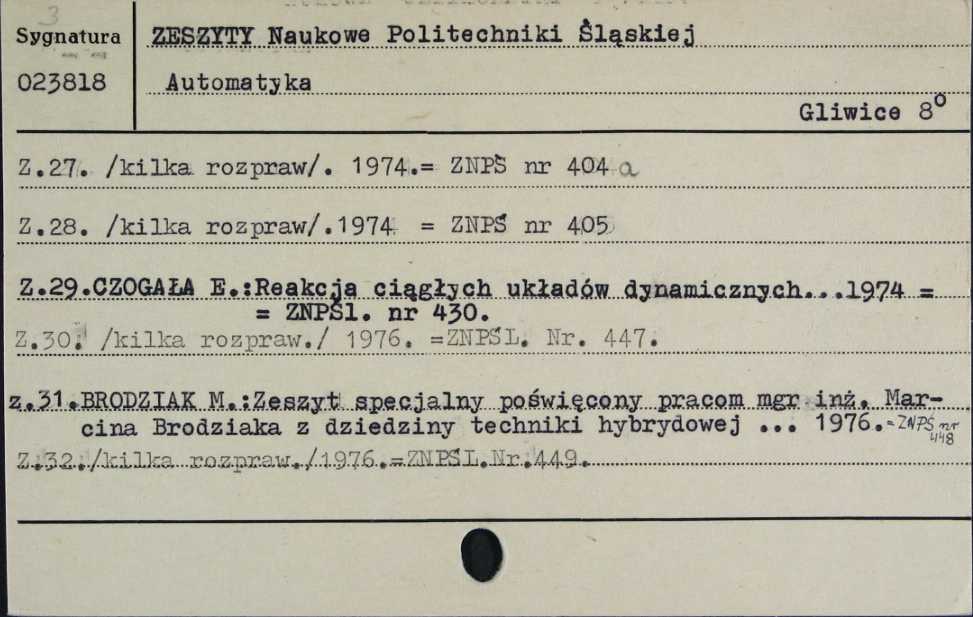 3
Sygnatura
ZESZYTY Naukowe Politechniki Śląskiej
023818
Automatyka
Gliwice 8°
Z.27. /kilka rozpraw/. 1974.= ZNPŚ nr 404 a
Z.28. /kilka rozpraw/.1974 = ZNPŚ nr 405
Z.29.CZOGAŁA E.:Reakcja ciągłych układów dynamicznych...1974 =
= ZNPŚl. nr 430.
Z.30. /kilka rozpraw./ 1976. =ZNPŚL. Nr. 447.
z.31.BRODZIAK M.:Zeszyt specjalny poświęcony pracom mgr inż. Mar-
cina Brodziaka z dziedziny techniki hybrydowej ... 1976.=ZNPŚ nr
448
Z.32./kilka rozpraw./1976.=ZNPŚL.Nr.449.